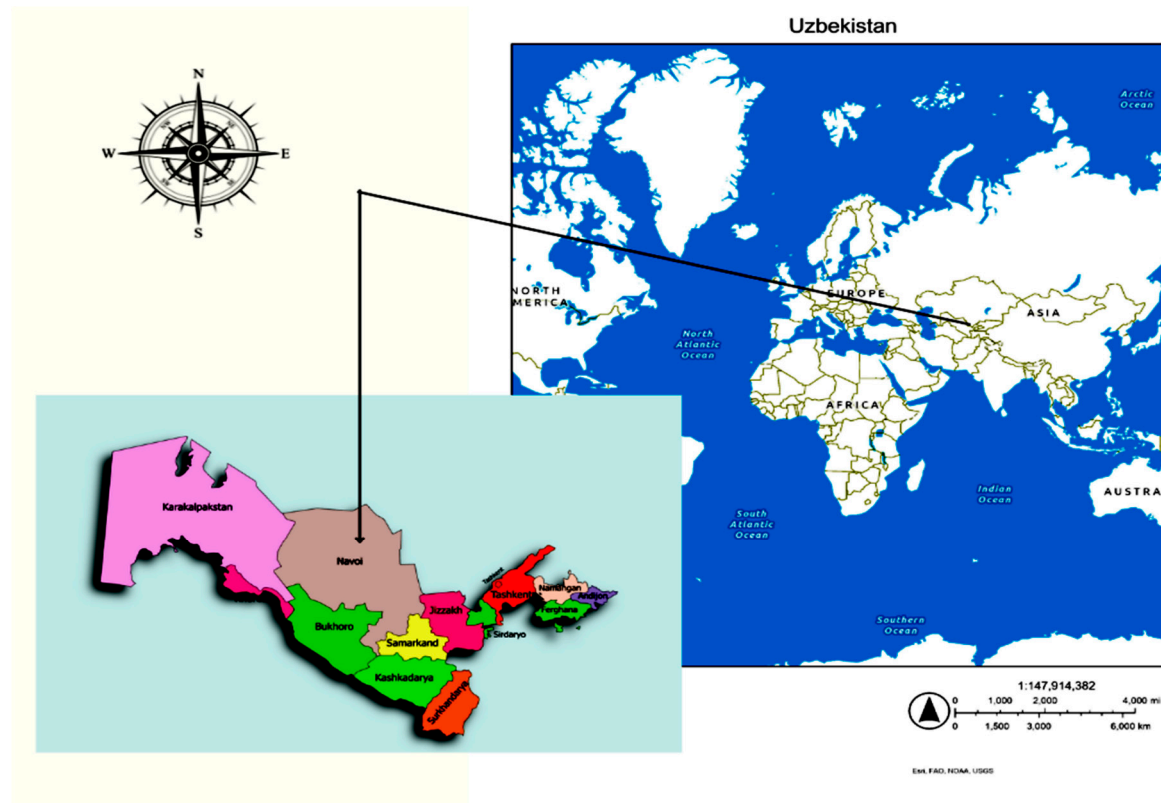 Uzbekistan
N
W
E
S
Arctic
Ocean
NORTH
MERICA
EUROPE
ASIA
North
Atlantic
Ocean
AFRICA
Indian
Ocean
AUSTRA
South
Atlantic
Ocean
Southern
Ocean
Karakalpakstan
Navoi
Tashkent
Tashkent
Namangan
Andijon
Ferghana
Jizzakh
Bukhoro
Sirdaryo
Samarkand
Kashkadarya
Surkhandarya
1:147,914,382
0 1,000 2,000 4,000 mi
0 1,500 3,000 6,000 km
Esri, FAO, NOAA, USGS